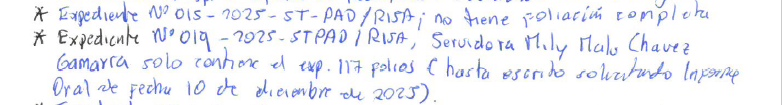 * Expediente Nº 015-2025-ST-PAD/RISA; no tiene foliación completa
* Expediente Nº 019-2025-STPAD/RISA, Servidora Mily Malo Chavez
Gamarra solo contiene el exp. 117 folios (hasta escrito solicitando Informe
Oral de fecha 10 de diciembre de 2025).